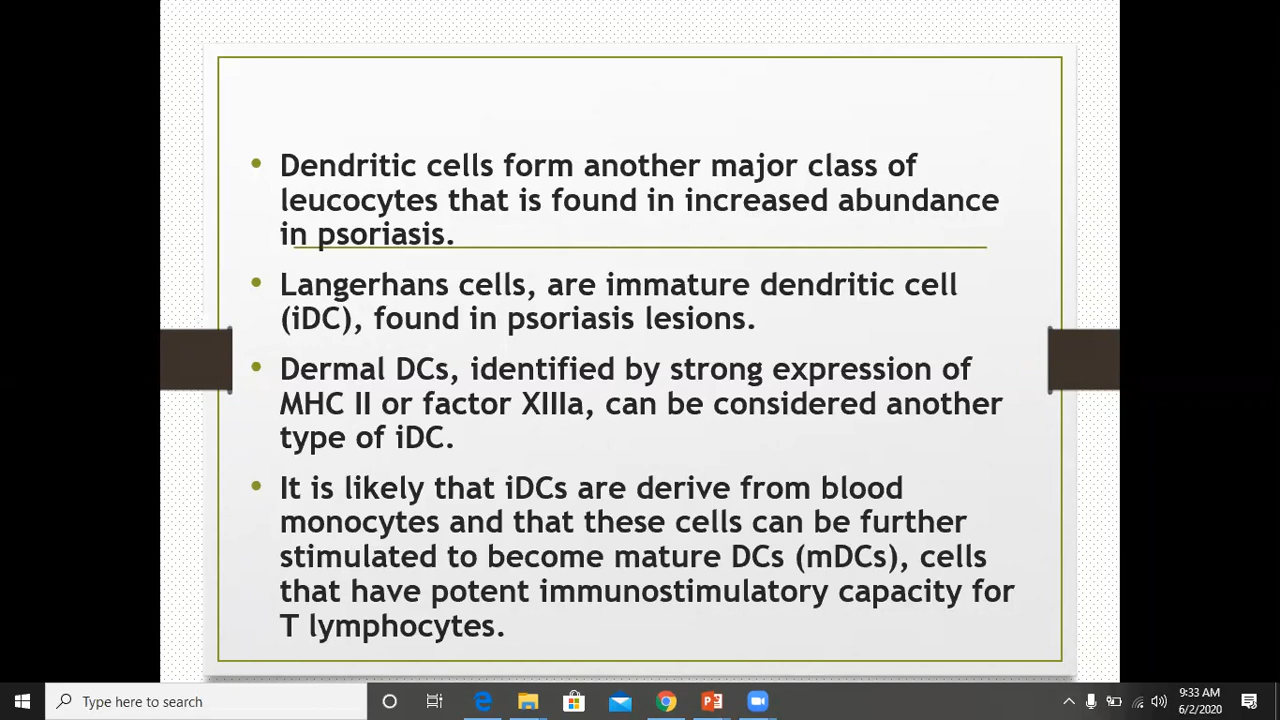 • Dendritic cells form another major class of
leucocytes that is found in increased abundance
in psoriasis.
• Langerhans cells, are immature dendritic cell
(iDC), found in psoriasis lesions.
• Dermal DCs, identified by strong expression of
MHC II or factor XIIIa, can be considered another
type of iDC.
• It is likely that iDCs are derive from blood
monocytes and that these cells can be further
stimulated to become mature DCs (mDCs), cells
that have potent immunostimulatory capacity for
T lymphocytes.
Type here to search
9:33 AM
6/2/2020